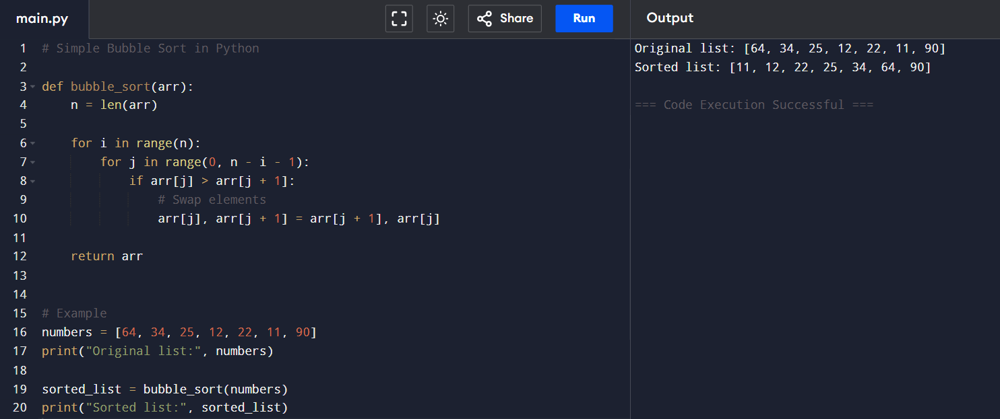 main.py
Share
Run
Output
1 # Simple Bubble Sort in Python
2
3 def bubble_sort(arr):
4     n = len(arr)
5
6     for i in range(n):
7         for j in range(0, n - i - 1):
8             if arr[j] > arr[j + 1]:
9                 # Swap elements
10                 arr[j], arr[j + 1] = arr[j + 1], arr[j]
11
12     return arr
13
14
15 # Example
16 numbers = [64, 34, 25, 12, 22, 11, 90]
17 print("Original list:", numbers)
18
19 sorted_list = bubble_sort(numbers)
20 print("Sorted list:", sorted_list)
Original list: [64, 34, 25, 12, 22, 11, 90]
Sorted list: [11, 12, 22, 25, 34, 64, 90]
=== Code Execution Successful ===